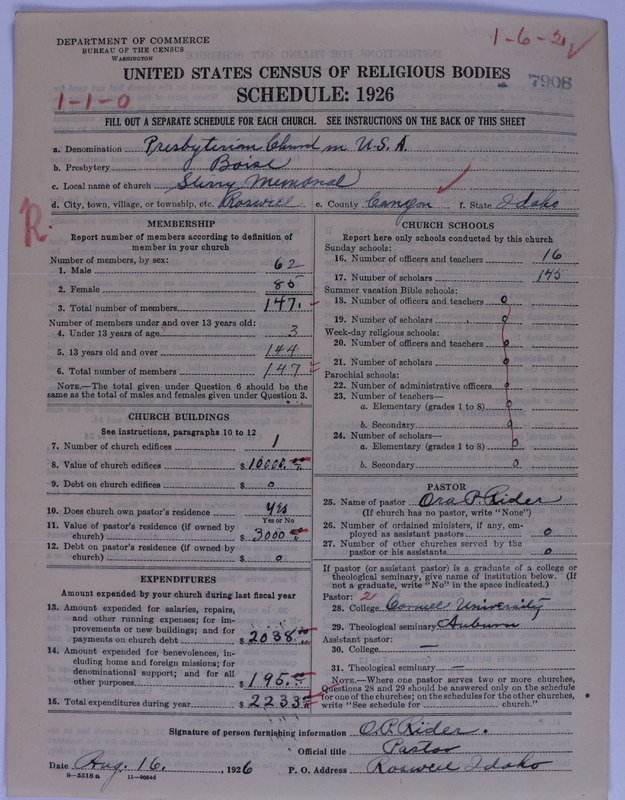 DEPARTMENT OF COMMERCE
BUREAU OF THE CENSUS
WASHINGTON
1-6-2
UNITED STATES CENSUS OF RELIGIOUS BODIES
7906
1-1-0
SCHEDULE: 1926
FILL OUT A SEPARATE SCHEDULE FOR EACH CHURCH. SEE INSTRUCTIONS ON THE BACK OF THIS SHEET
a. Denomination Presbyterian Church in U.S.A.
b. Presbytery Boise
c. Local name of church Sterry Memorial
d. City, town, village, or township, etc. Roswell e. County Canyon f. State Idaho
R.
MEMBERSHIP
Report number of members according to definition of
member in your church
Number of members, by sex:
1. Male 62
2. Female 85
3. Total number of members 147.
Number of members under and over 13 years old:
4. Under 13 years of age 3
5. 13 years old and over 144
6. Total number of members 147
NOTE.—The total given under Question 6 should be the
same as the total of males and females given under Question 3.
CHURCH BUILDINGS
See instructions, paragraphs 10 to 12
7. Number of church edifices 1
8. Value of church edifices $ 10000.00
9. Debt on church edifices $ 0
10. Does church own pastor's residence? yes
Yes or No
11. Value of pastor's residence (if owned by
church) $ 3000.00
12. Debt on pastor's residence (if owned by
church) $ 0
EXPENDITURES
Amount expended by your church during last fiscal year
13. Amount expended for salaries, repairs,
and other running expenses; for im-
provements or new buildings; and for
payments on church debt $ 2038
14. Amount expended for benevolences, in-
cluding home and foreign missions; for
denominational support; and for all
other purposes $ 195.
15. Total expenditures during year $ 2233
CHURCH SCHOOLS
Report here only schools conducted by this church
Sunday schools:
16. Number of officers and teachers 16
17. Number of scholars 145
Summer vacation Bible schools:
18. Number of officers and teachers 0
19. Number of scholars 0
Week-day religious schools:
20. Number of officers and teachers 0
21. Number of scholars 0
Parochial schools:
22. Number of administrative officers 0
23. Number of teachers—
a. Elementary (grades 1 to 8) 0
b. Secondary 0
24. Number of scholars—
a. Elementary (grades 1 to 8) 0
b. Secondary 0
PASTOR
25. Name of pastor Ora P. Rider
(If church has no pastor, write "None")
26. Number of ordained ministers, if any, em-
ployed as assistant pastors 0
27. Number of other churches served by the
pastor or his assistants 0
If pastor (or assistant pastor) is a graduate of a college or
theological seminary, give name of institution below. (If
not a graduate, write "No" in the space indicated.)
Pastor: 2
28. College Cornell University
29. Theological seminary Auburn
Assistant pastor:
30. College —
31. Theological seminary —
NOTE.—Where one pastor serves two or more churches,
Questions 28 and 29 should be answered only on the schedule
for one of the churches; on the schedules for the other churches,
write "See schedule for ........ church."
Signature of person furnishing information O.P. Rider.
Official title Pastor
Date Aug. 16, 1926 P. O. Address Roswell Idaho
8—5518 a 11—9084d